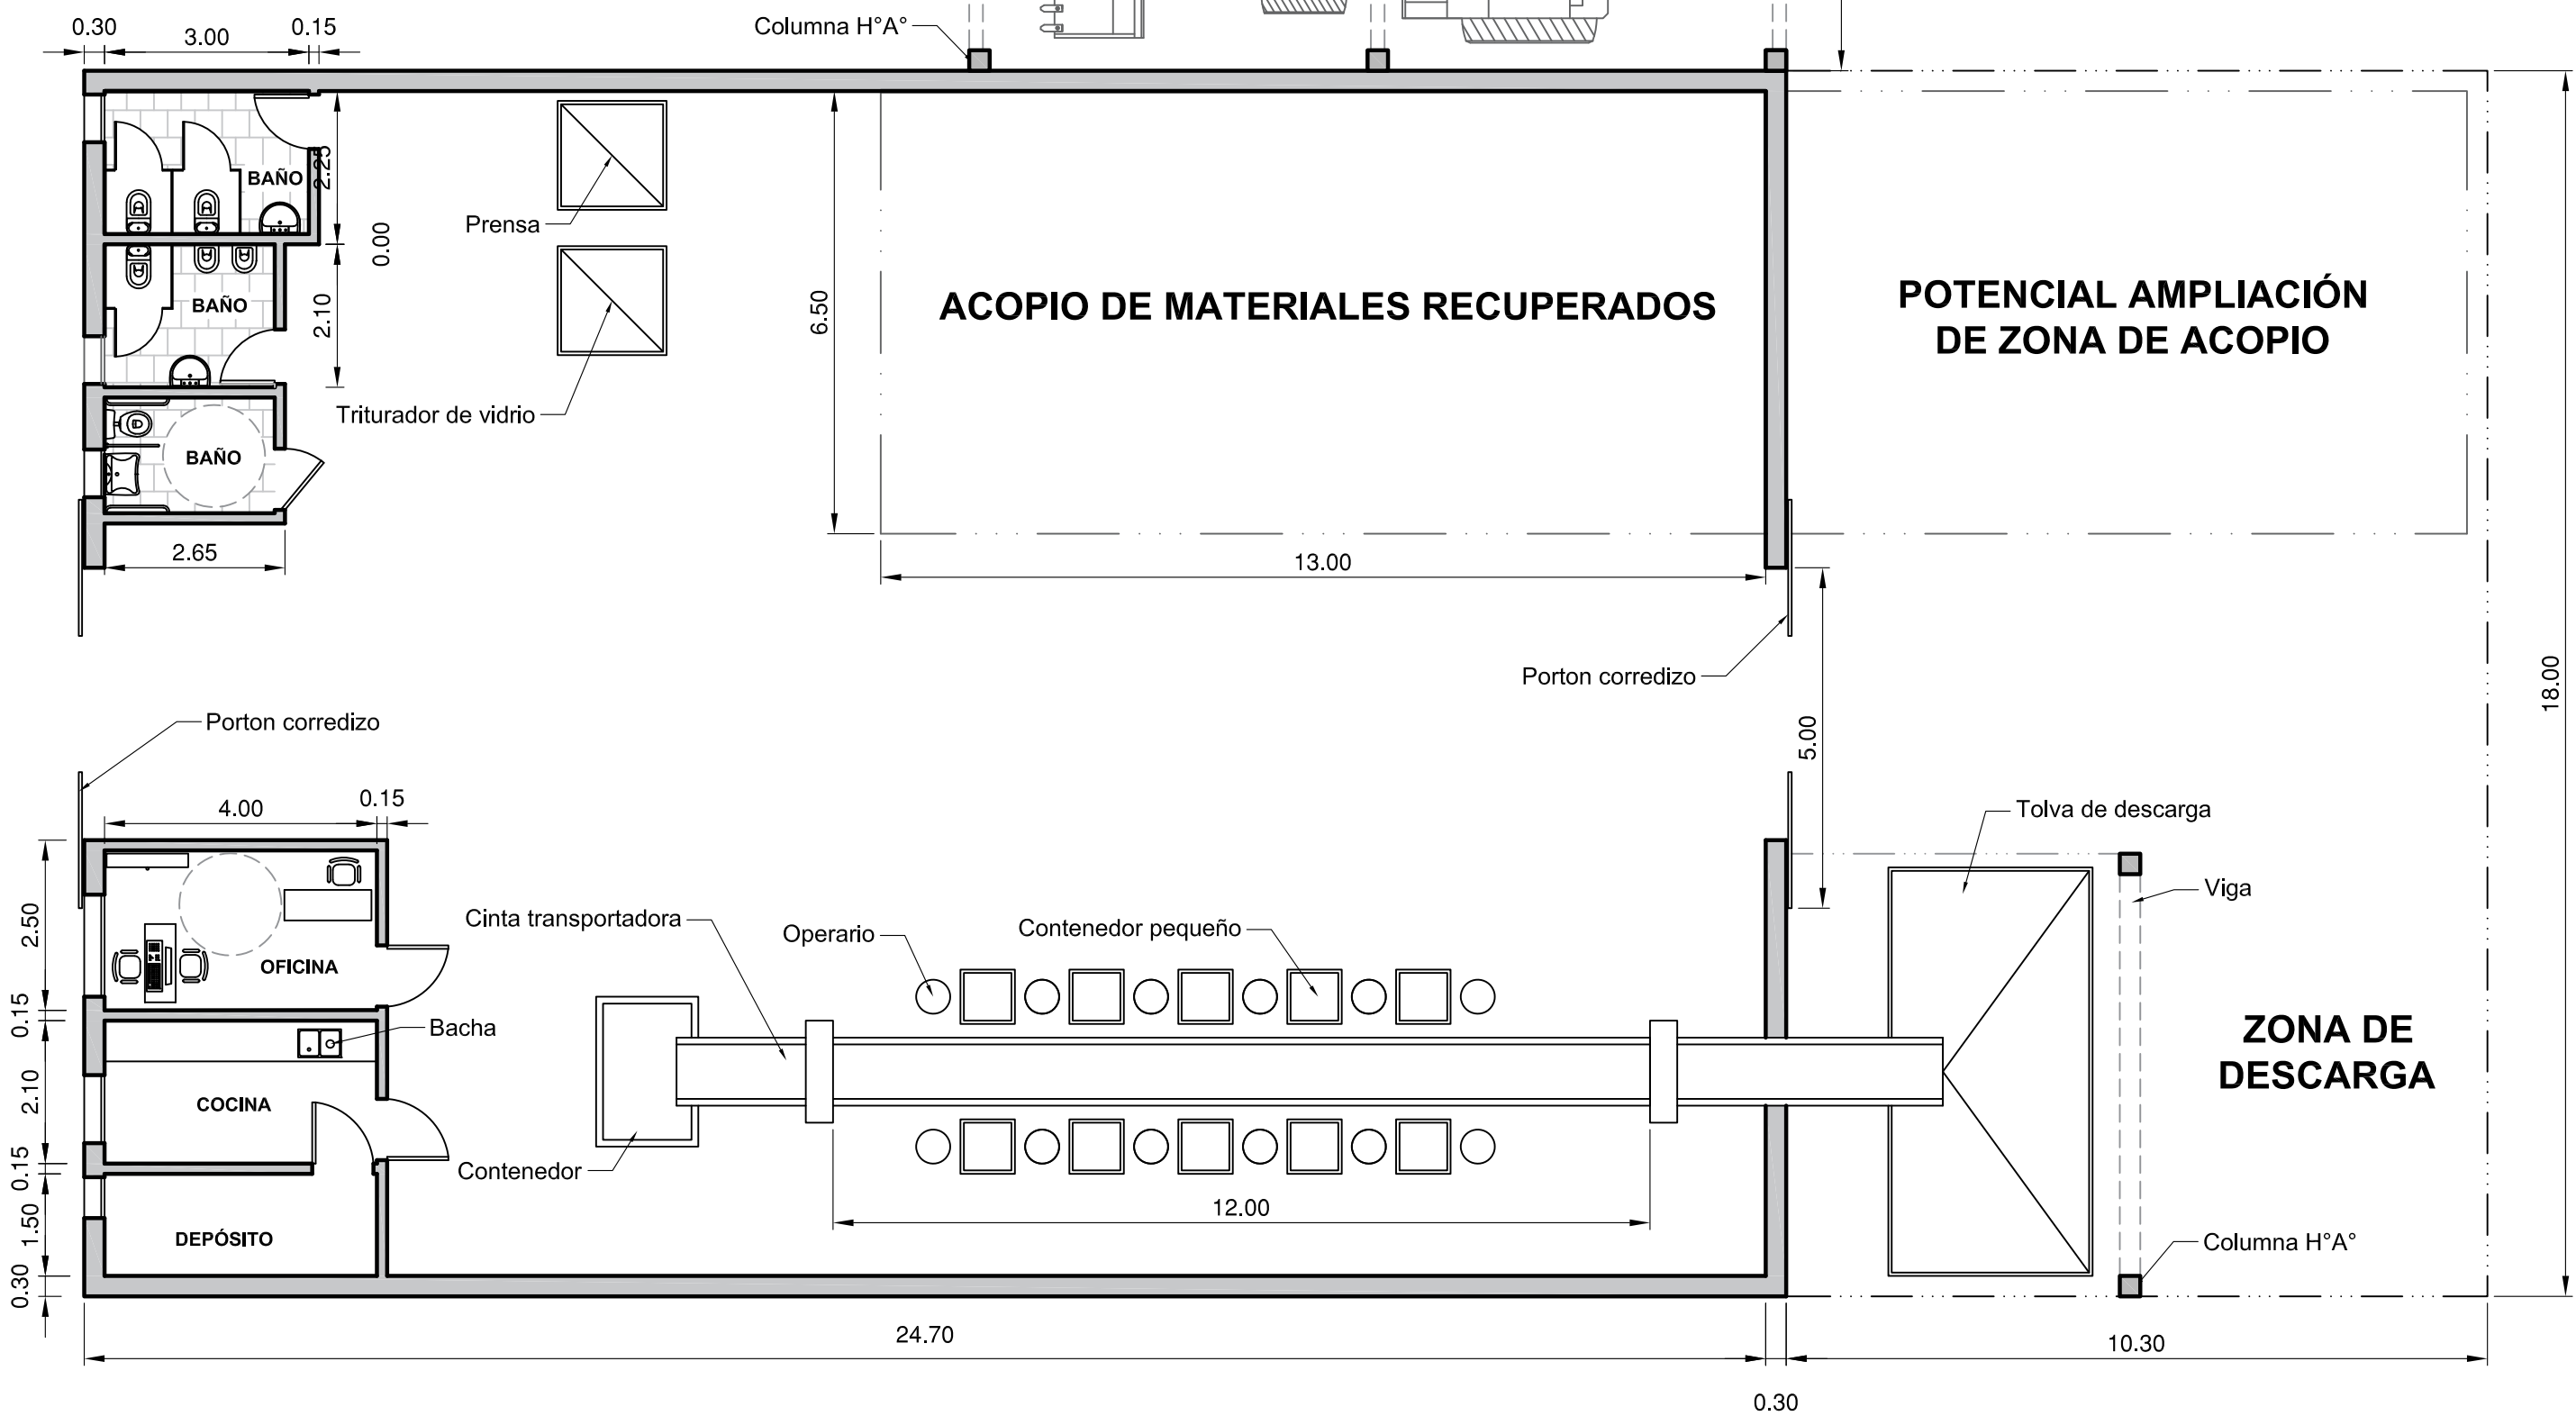 0.30
3.00
0.15
Columna H°A°
BAÑO
2.25
Prensa
0.00
BAÑO
2.10
6.50
ACOPIO DE MATERIALES RECUPERADOS
POTENCIAL AMPLIACIÓN
DE ZONA DE ACOPIO
Triturador de vidrio
BAÑO
2.65
13.00
Porton corredizo
18.00
Porton corredizo
5.00
4.00
0.15
Tolva de descarga
Viga
2.50
Cinta transportadora
Operario
Contenedor pequeño
OFICINA
0.15
Bacha
ZONA DE
DESCARGA
2.10
COCINA
0.15
Contenedor
1.50
12.00
DEPÓSITO
Columna H°A°
0.30
24.70
10.30
0.30